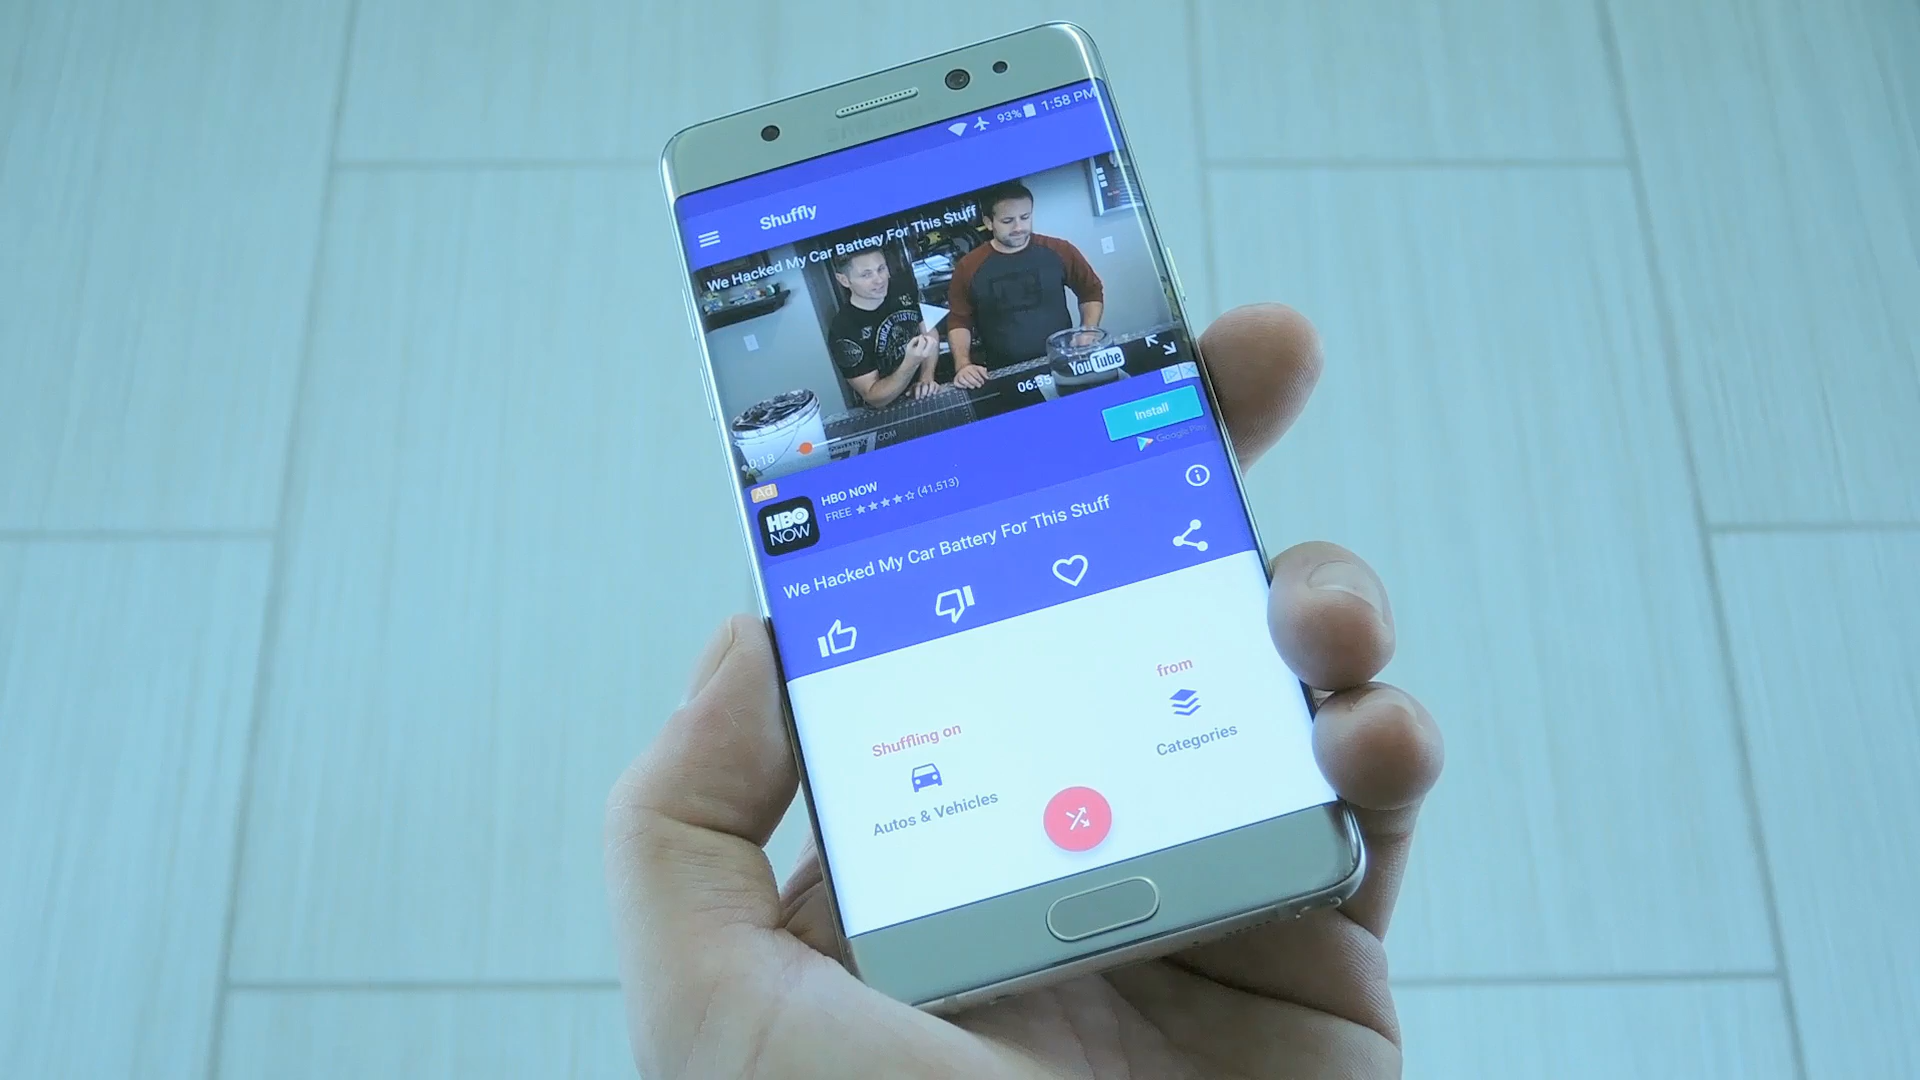 93% 1:58 PM
Shuffly
We Hacked My Car Battery For This Stuff
YouTube
06:35
0:18
Install
Google Play
Ad
HBO NOW
HBO NOW
FREE (41,513)
We Hacked My Car Battery For This Stuff
from
Categories
Shuffling on
Autos & Vehicles